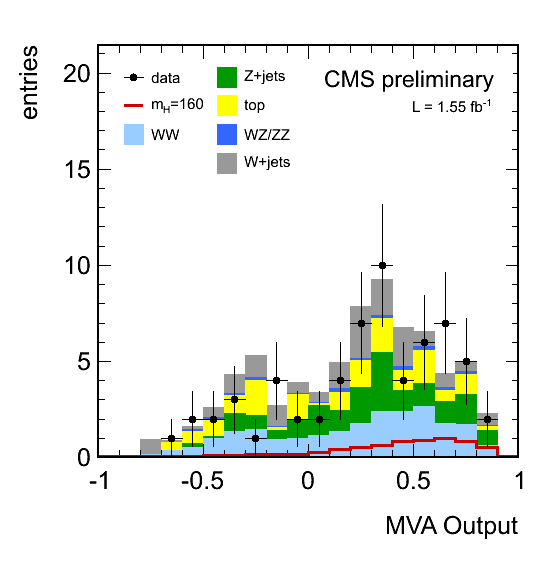 entries
20
15
10
5
0
data
m_H=160
WW
Z+jets
top
WZ/ZZ
W+jets
CMS preliminary
L = 1.55 fb⁻¹
-1
-0.5
0
0.5
1
MVA Output